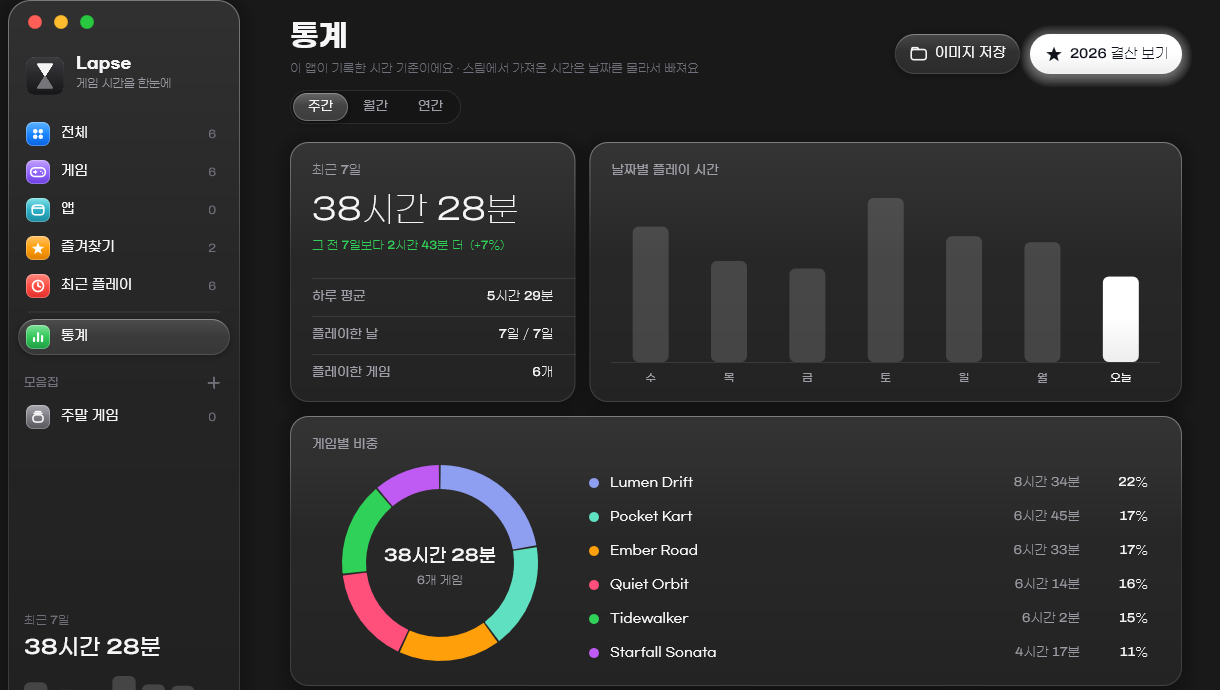 Lapse
게임 시간을 한눈에
전체 6
게임 6
앱 0
즐겨찾기 2
최근 플레이 6
통계
모음집
주말 게임 0
최근 7일
38시간 28분
통계
이 앱이 기록한 시간 기준이에요 · 스팀에서 가져온 시간은 날짜를 몰라서 빠져요
이미지 저장
2026 결산 보기
주간 월간 연간
최근 7일
38시간 28분
그 전 7일보다 2시간 43분 더 (+7%)
하루 평균 5시간 29분
플레이한 날 7일 / 7일
플레이한 게임 6개
날짜별 플레이 시간
수 목 금 토 일 월 오늘
게임별 비중
38시간 28분
6개 게임
Lumen Drift 8시간 34분 22%
Pocket Kart 6시간 45분 17%
Ember Road 6시간 33분 17%
Quiet Orbit 6시간 14분 16%
Tidewalker 6시간 2분 15%
Starfall Sonata 4시간 17분 11%